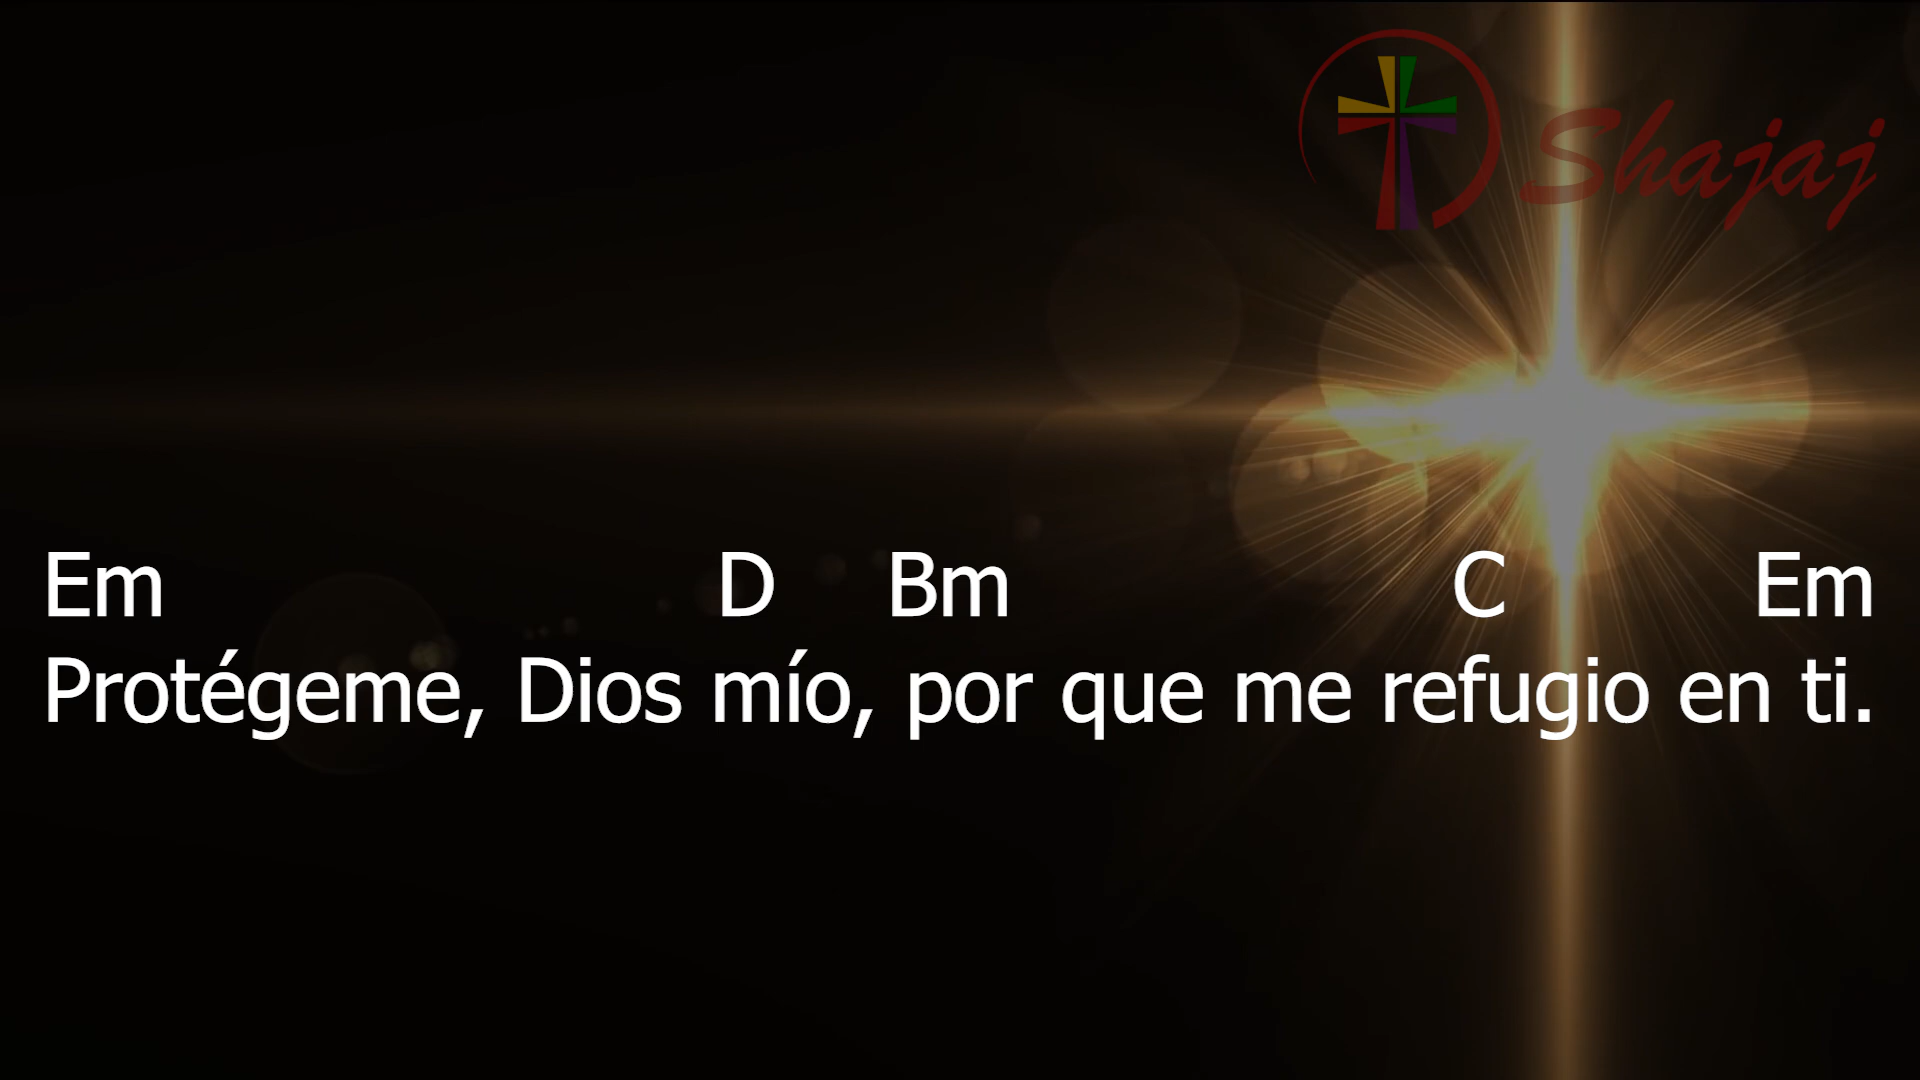 Shajaj
Em D Bm C Em
Protégeme, Dios mío, por que me refugio en ti.